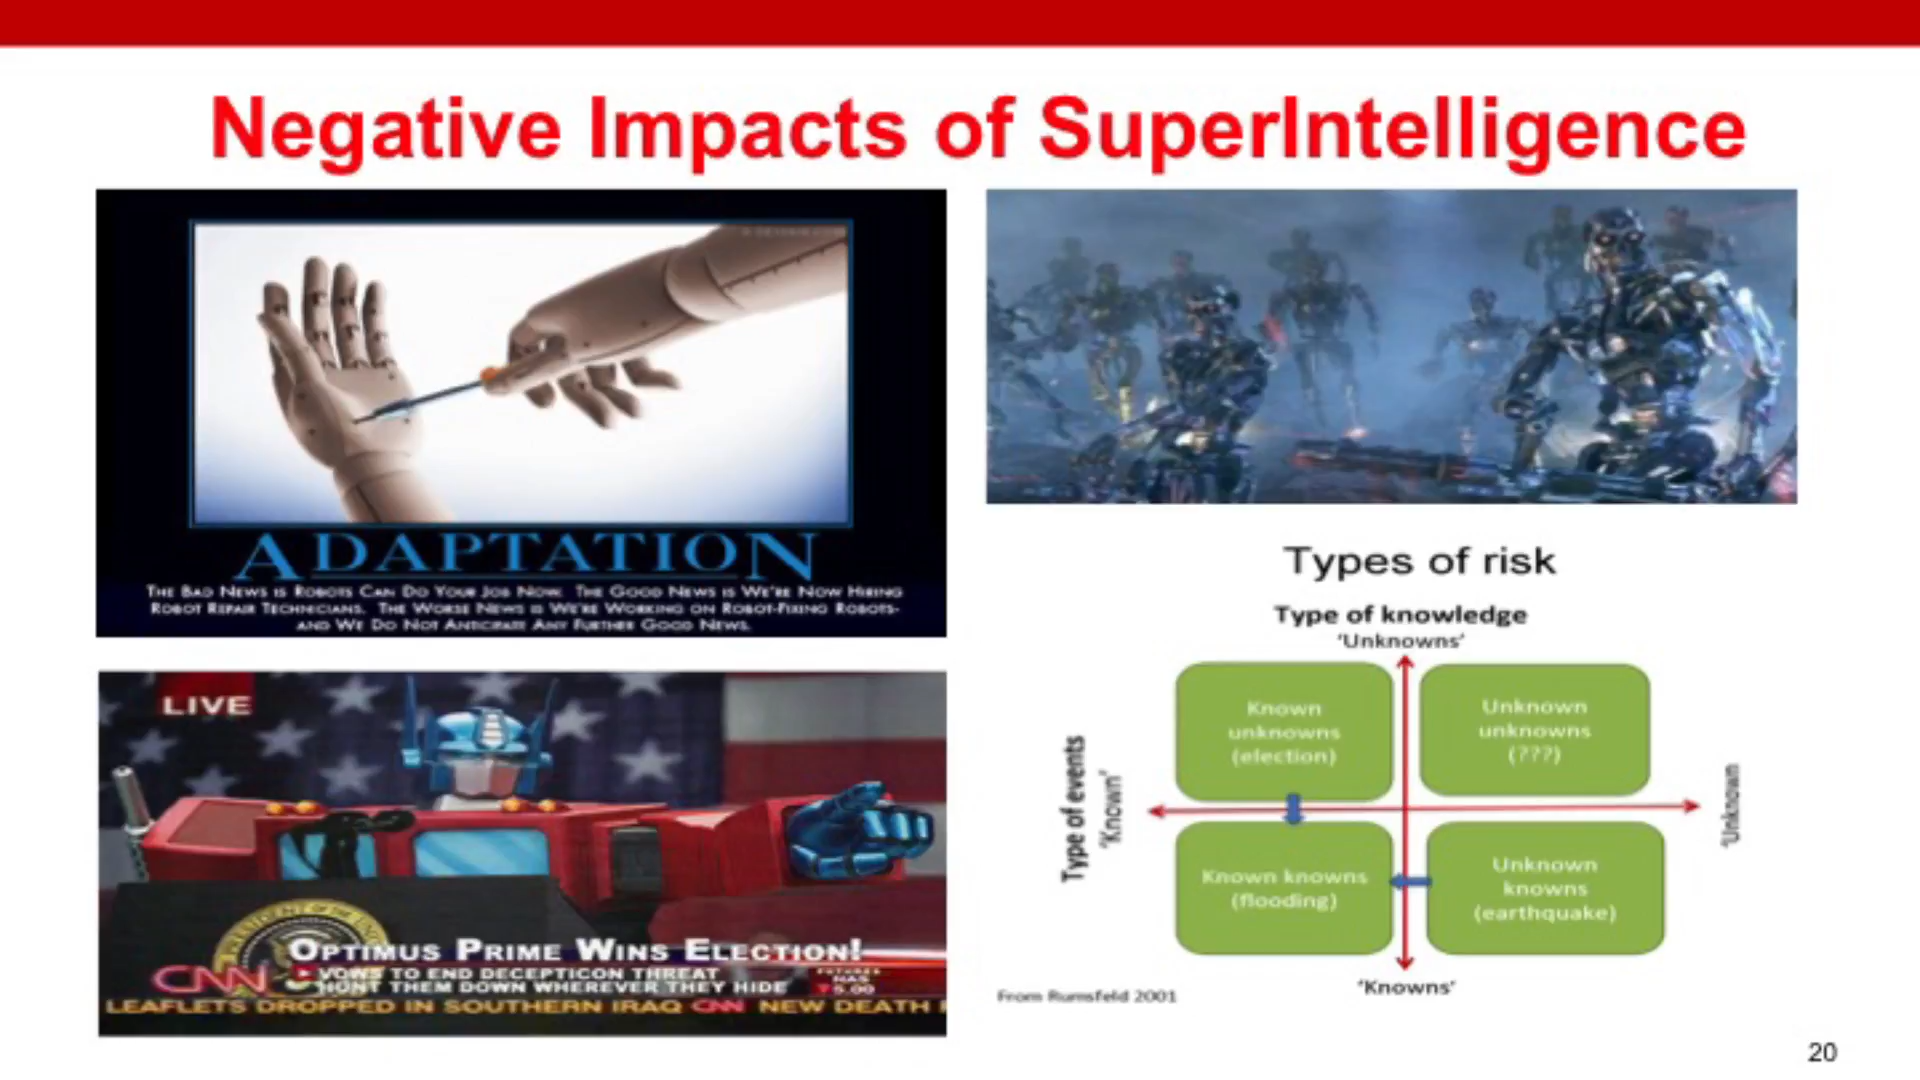 Negative Impacts of SuperIntelligence
ADAPTATION
THE BAD NEWS IS ROBOTS CAN DO YOUR JOB NOW. THE GOOD NEWS IS WE'RE NOW HIRING
ROBOT REPAIR TECHNICIANS. THE WORSE NEWS IS WE'RE WORKING ON ROBOT-FIXING ROBOTS-
AND WE DO NOT ANTICIPATE ANY FURTHER GOOD NEWS.
LIVE
OPTIMUS PRIME WINS ELECTION!
CNN
VOWS TO END DECEPTICON THREAT
HUNT THEM DOWN WHEREVER THEY HIDE
NAS
▼5.00
LEAFLETS DROPPED IN SOUTHERN IRAQ CNN NEW DEATH
Types of risk
Type of knowledge
'Unknowns'
Known
unknowns
(election)
Unknown
unknowns
(???)
Type of events
'Known'
'Unknown
Known knowns
(flooding)
Unknown
knowns
(earthquake)
'Knowns'
From Rumsfeld 2001
20